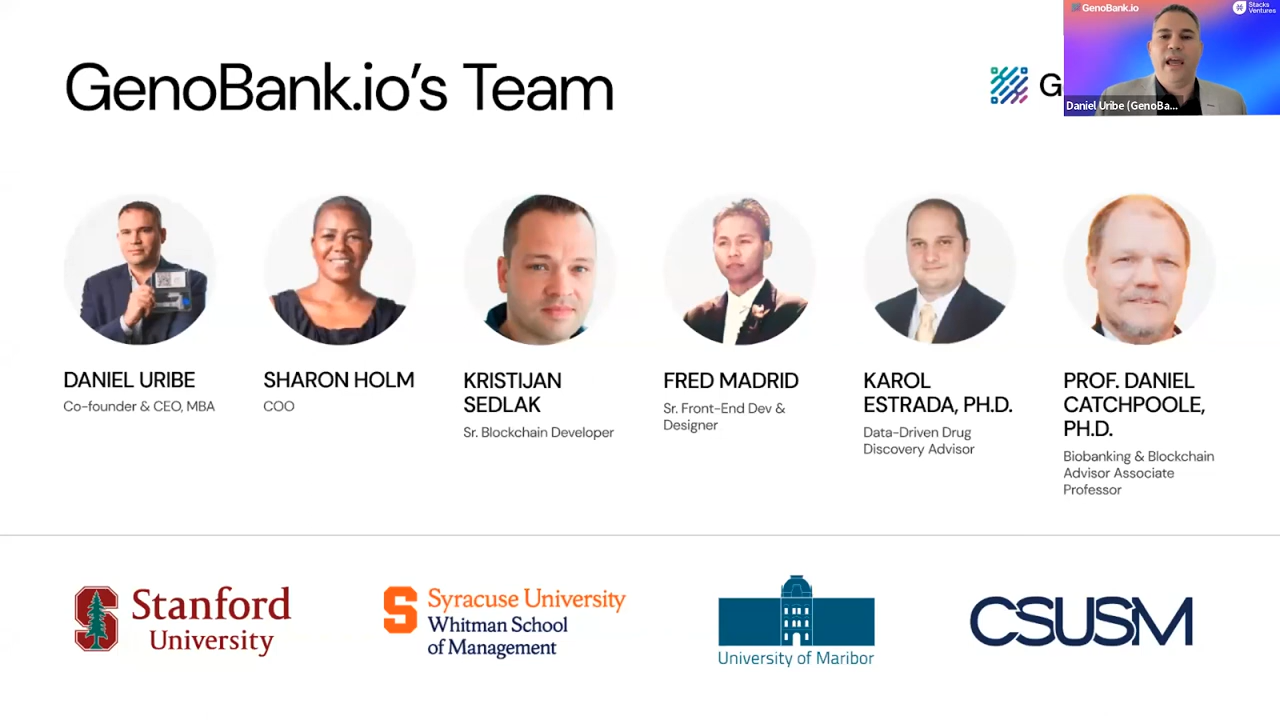 GenoBank.io's Team
G
GenoBank.io
Stacks
Ventures
Daniel Uribe (GenoBa...
DANIEL URIBE
Co-founder & CEO, MBA
SHARON HOLM
COO
KRISTIJAN
SEDLAK
Sr. Blockchain Developer
FRED MADRID
Sr. Front-End Dev &
Designer
KAROL
ESTRADA, PH.D.
Data-Driven Drug
Discovery Advisor
PROF. DANIEL
CATCHPOOLE,
PH.D.
Biobanking & Blockchain
Advisor Associate
Professor
S
Stanford
University
S
Syracuse University
Whitman School
of Management
University of Maribor
CSUSM